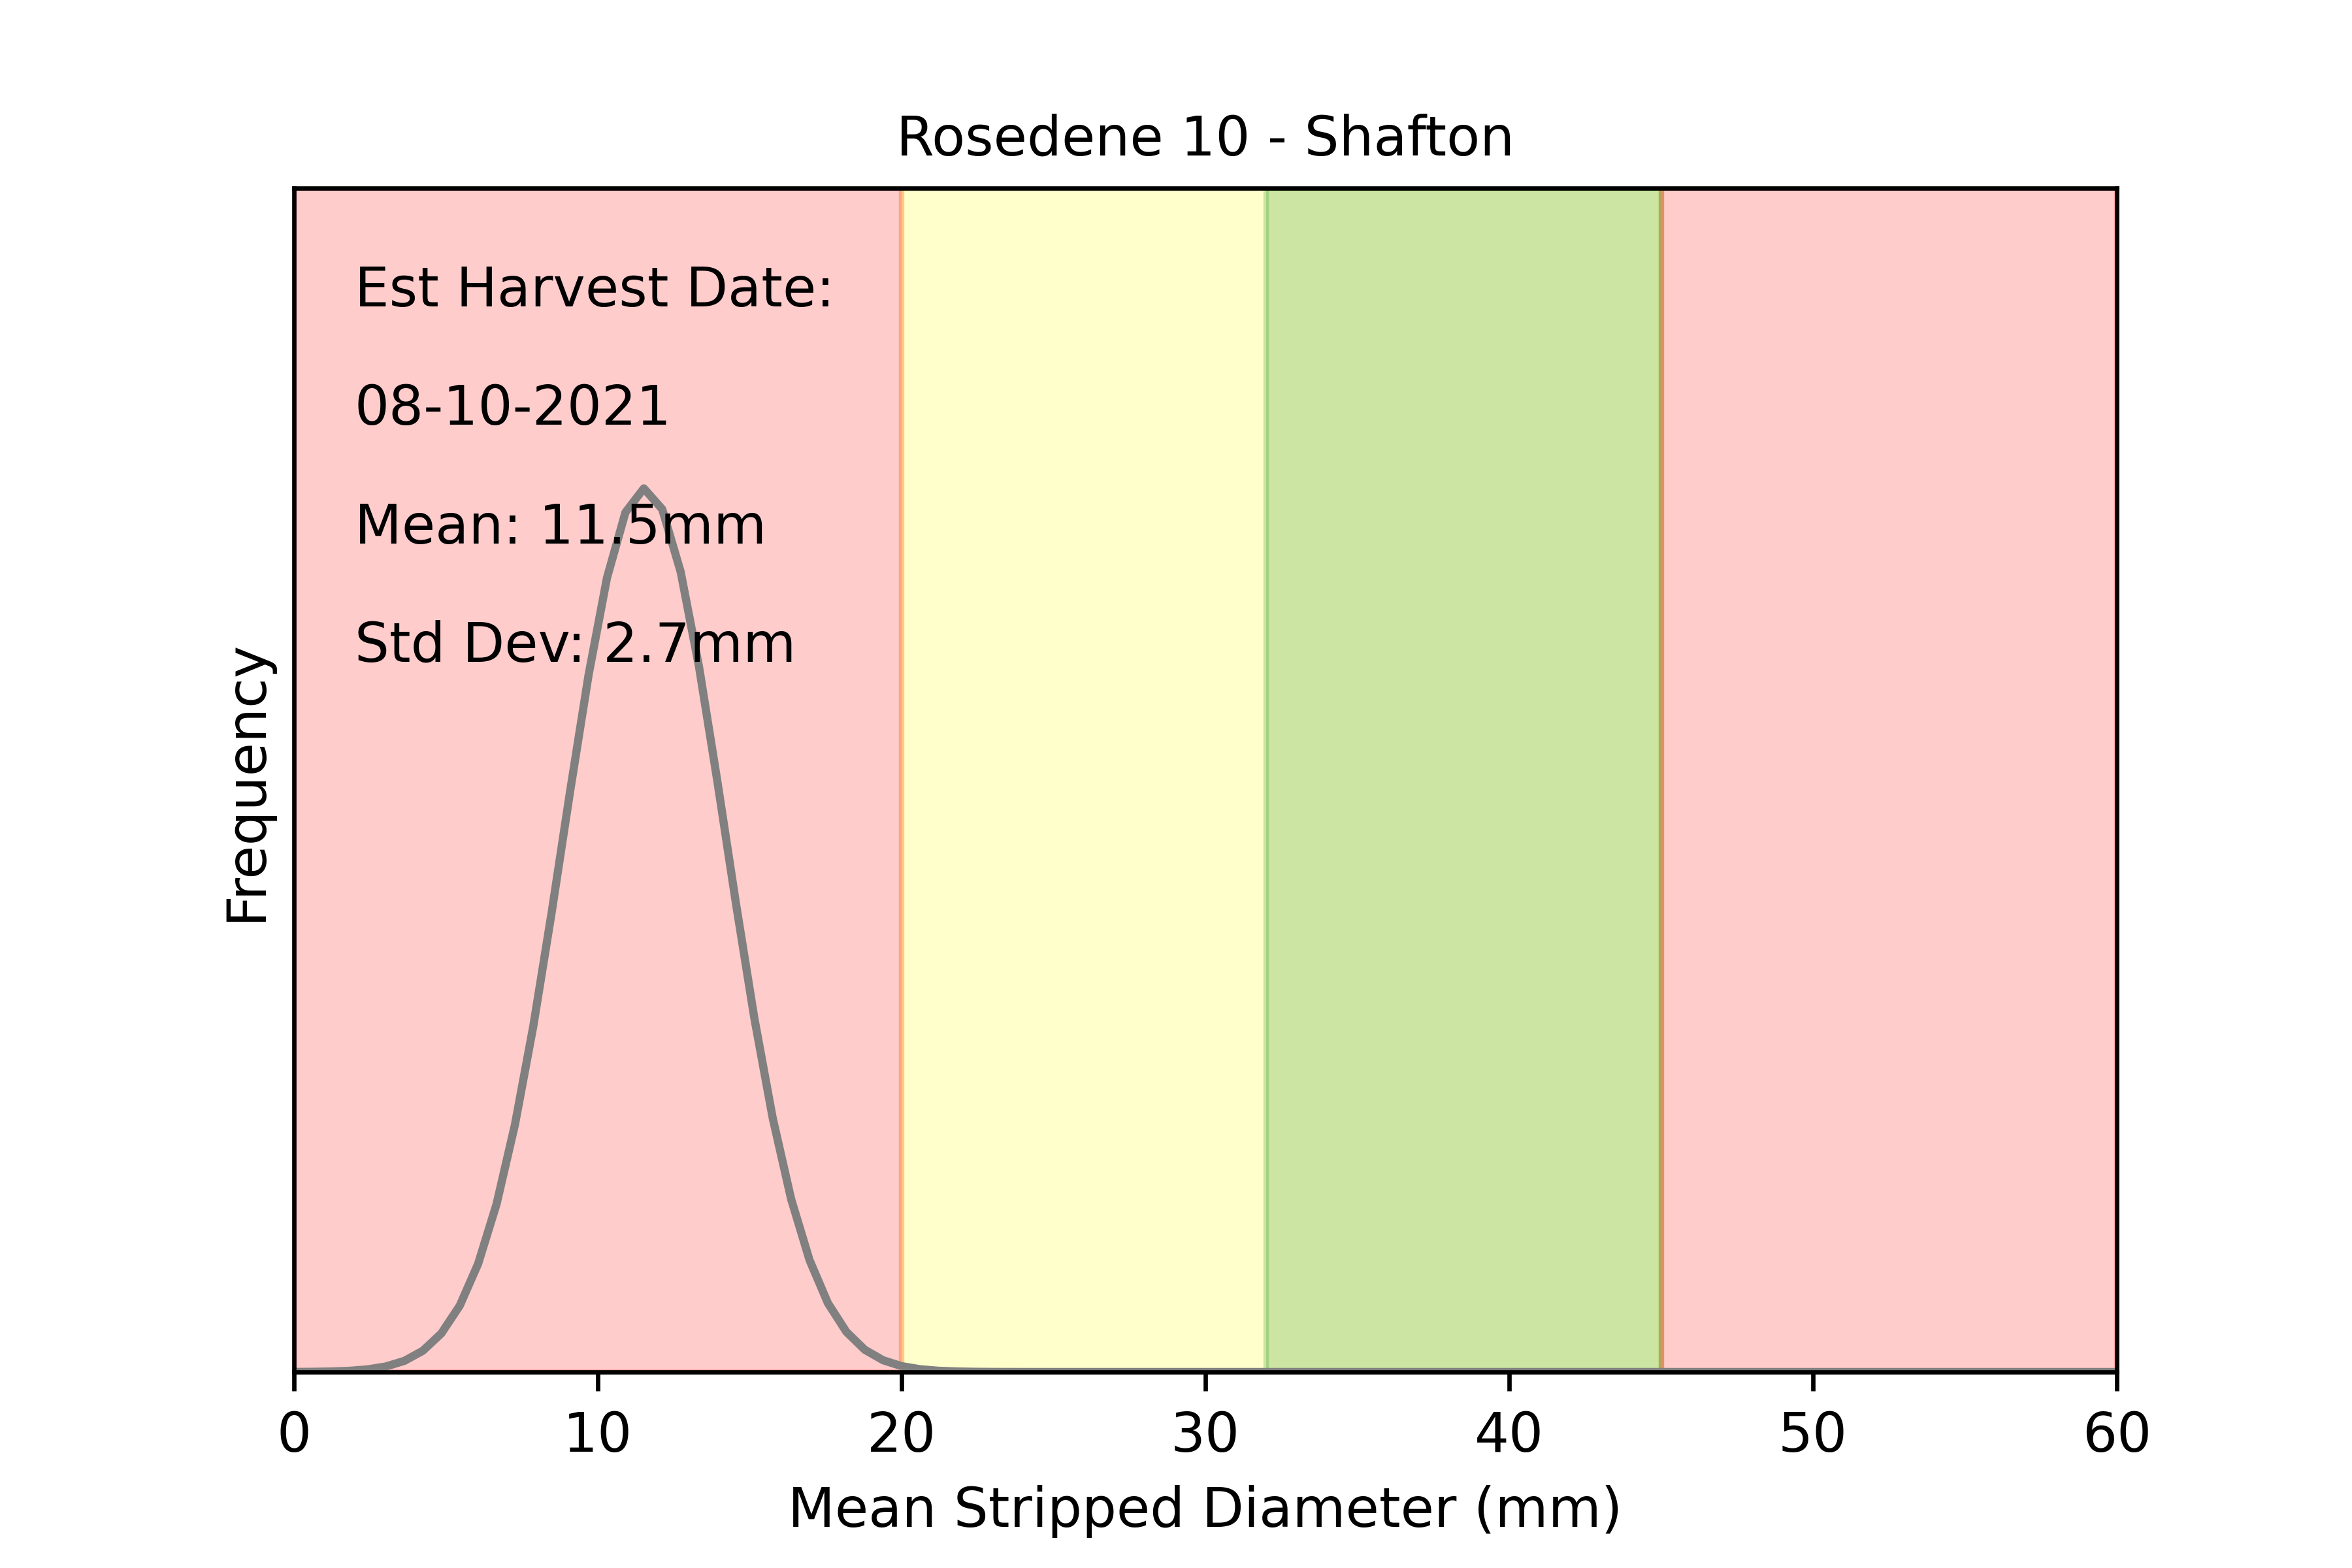 Rosedene 10 - Shafton
Est Harvest Date:
08-10-2021
Mean: 11.5mm
Std Dev: 2.7mm
Frequency
0 10 20 30 40 50 60
Mean Stripped Diameter (mm)